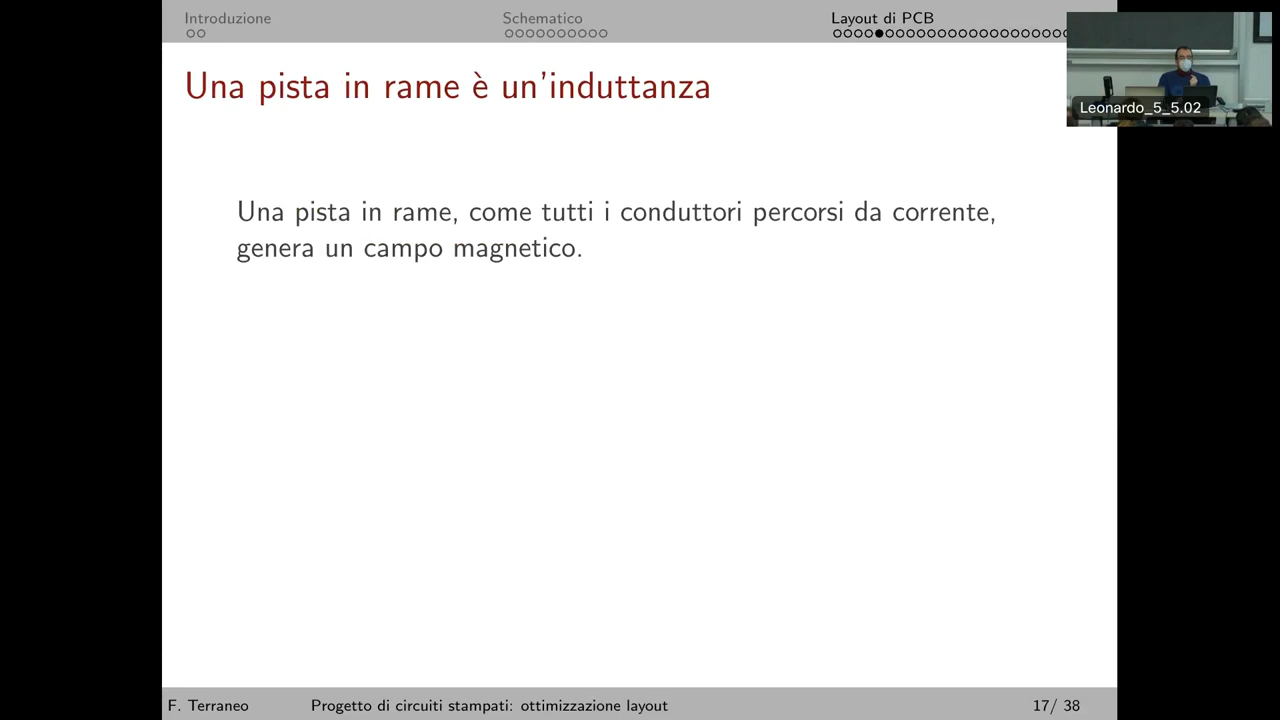 Introduzione
Schematico
Layout di PCB
Leonardo_5_5.02
Una pista in rame è un'induttanza
Una pista in rame, come tutti i conduttori percorsi da corrente,
genera un campo magnetico.
F. Terraneo
Progetto di circuiti stampati: ottimizzazione layout
17/ 38